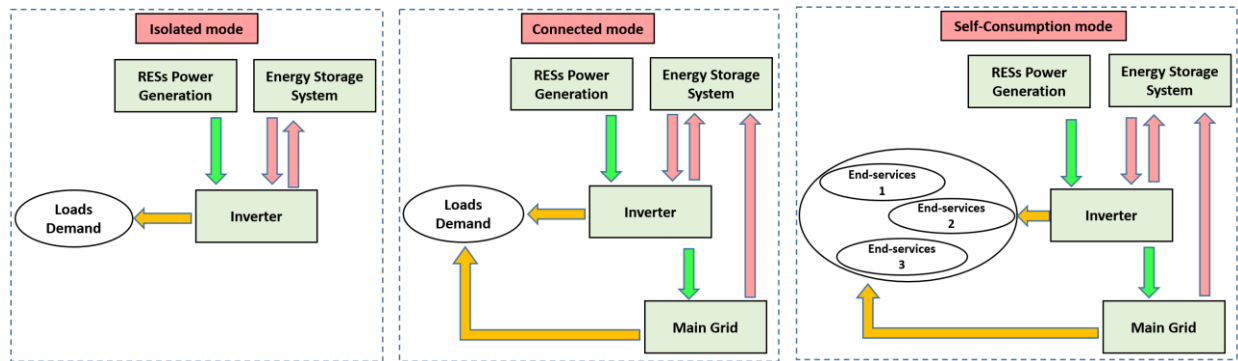 Isolated mode
RESs Power
Generation
Energy Storage
System
Loads
Demand
Inverter
Connected mode
RESs Power
Generation
Energy Storage
System
Loads
Demand
Inverter
Main Grid
Self-Consumption mode
RESs Power
Generation
Energy Storage
System
End-services
1
End-services
2
End-services
3
Inverter
Main Grid